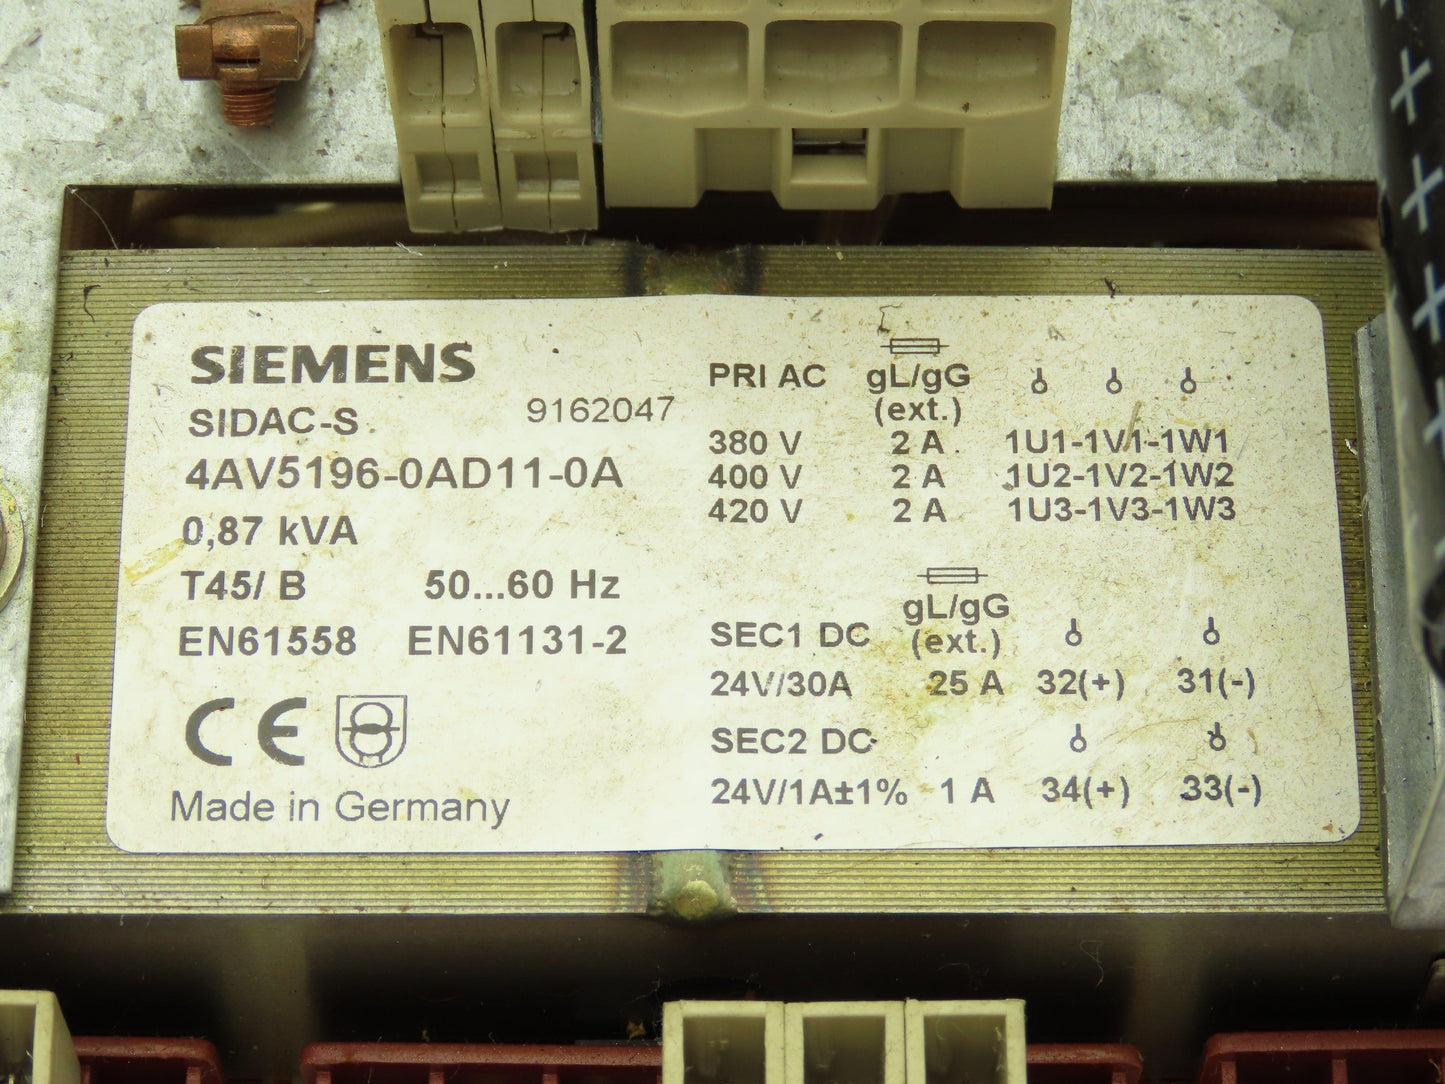 SIEMENS
SIDAC-S 9162047
4AV5196-0AD11-0A
0,87 kVA
T45/ B 50...60 Hz
EN61558 EN61131-2
CE
Made in Germany
PRI AC gL/gG
(ext.)
380 V 2 A 1U1-1V1-1W1
400 V 2 A 1U2-1V2-1W2
420 V 2 A 1U3-1V3-1W3
gL/gG
SEC1 DC (ext.)
24V/30A 25 A 32(+) 31(-)
SEC2 DC
24V/1A±1% 1 A 34(+) 33(-)